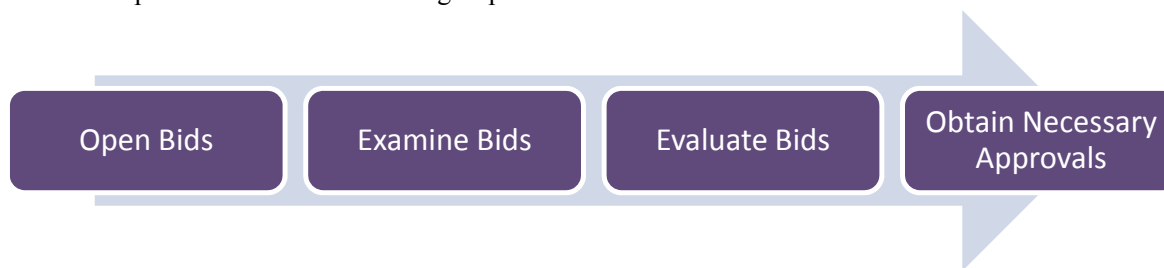 Open Bids
Examine Bids
Evaluate Bids
Obtain Necessary
Approvals